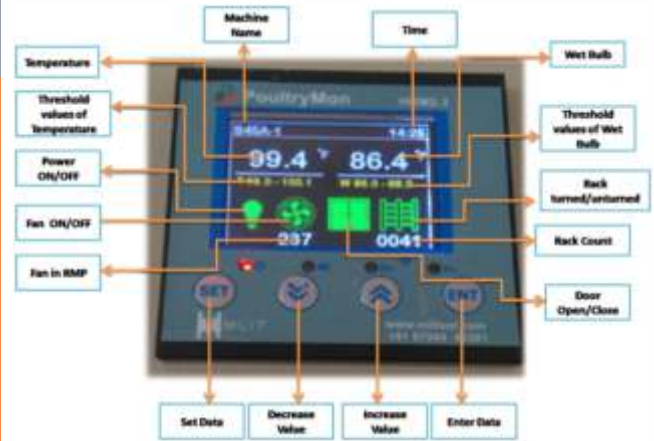 Machine
Name
Time
Temperature
Wet Bulb
Threshold
values of
Temperature
Threshold
values of Wet
Bulb
Power
ON/OFF
Rack
turned/unturned
Fan ON/OFF
Rack Count
Fan in RMP
Door
Open/Close
PoultryMon
S45A-1
14:25
99.4 °F
86.4 °F
237
0041
SET
ENT
Set Data
Decrease
Value
Increase
Value
Enter Data